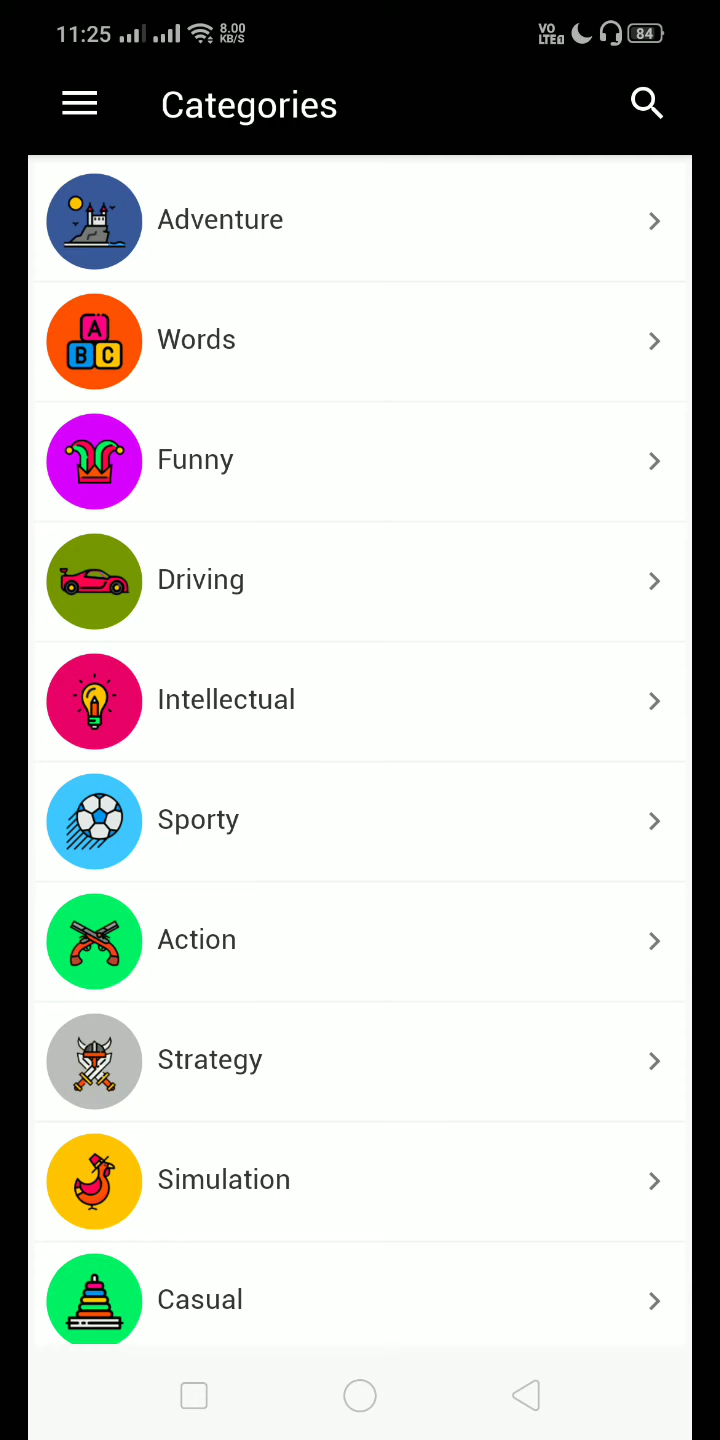 11:25 8.00 KB/S VO LTE 84
Categories
Adventure
A B C
Words
Funny
Driving
Intellectual
Sporty
Action
Strategy
Simulation
Casual